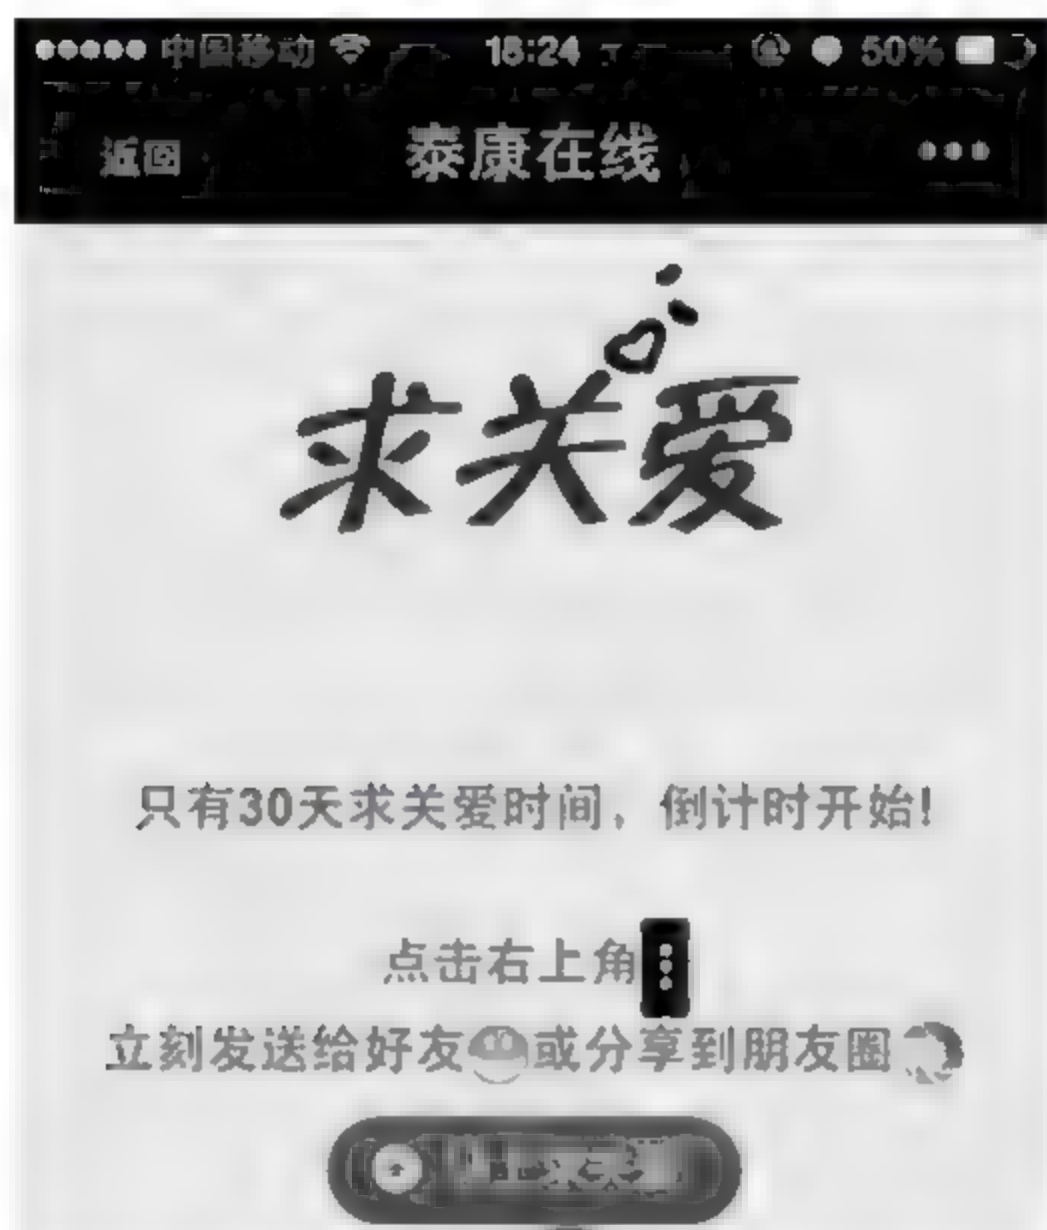 中国移动 18:24 50%
返回 泰康在线
求关爱
只有30天求关爱时间，倒计时开始!
点击右上角
立刻发送给好友或分享到朋友圈